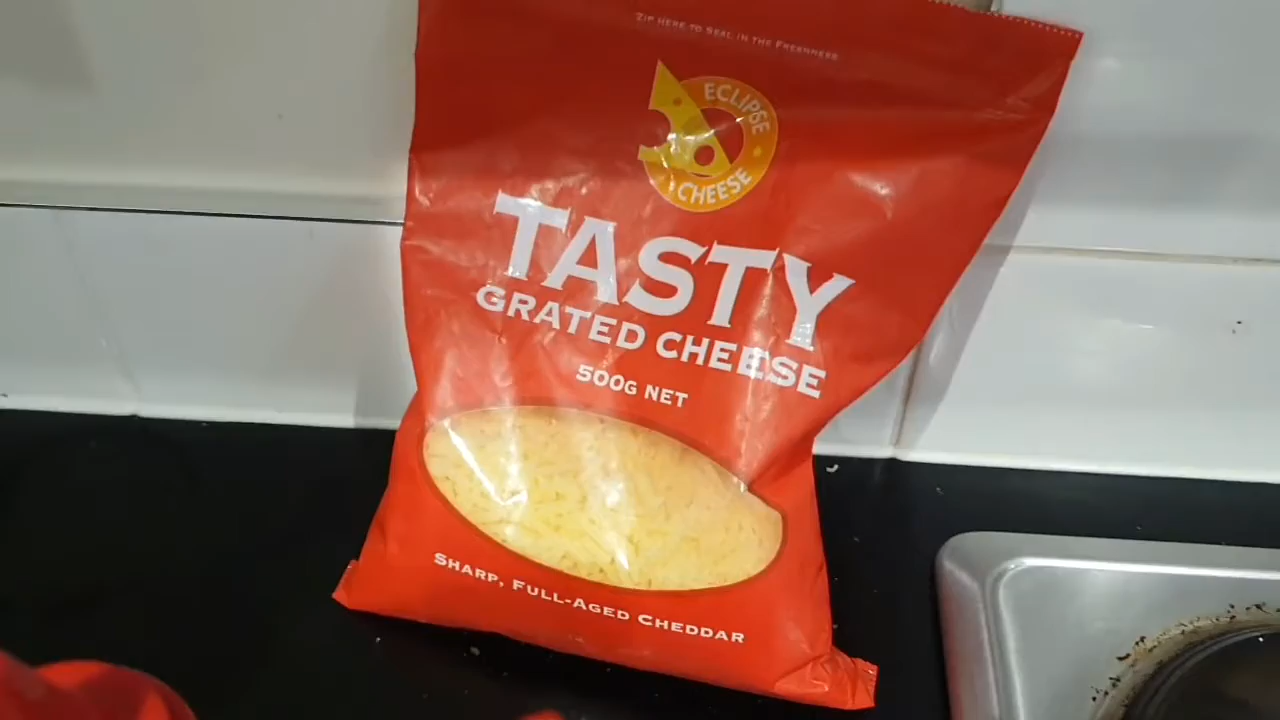 ZIP HERE TO SEAL IN THE FRESHNESS
ECLIPSE
CHEESE
TASTY
GRATED CHEESE
500G NET
SHARP, FULL-AGED CHEDDAR